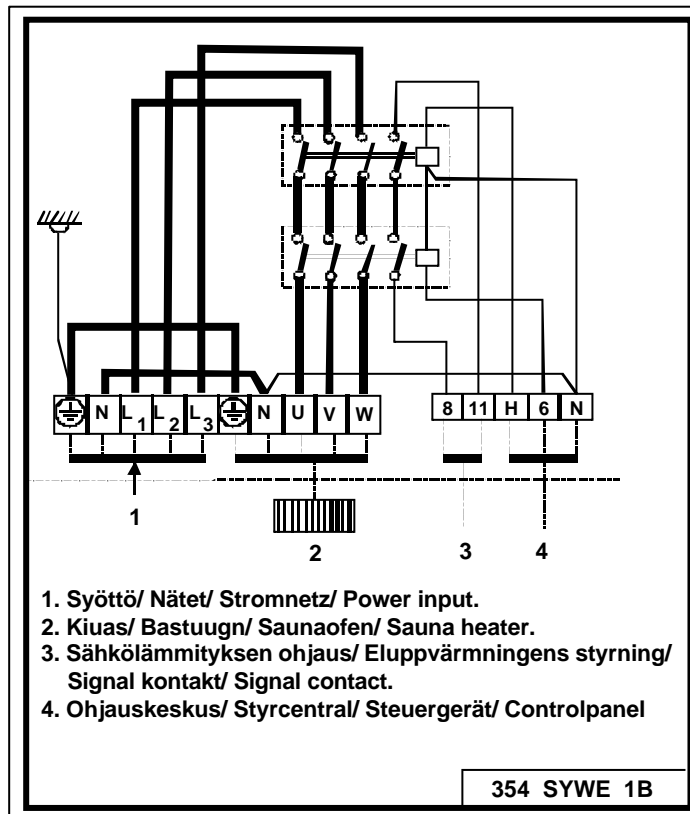 N L1 L2 L3 N U V W
8 11 H 6 N
1 2 3 4
1. Syöttö/ Nätet/ Stromnetz/ Power input.
2. Kiuas/ Bastuugn/ Saunaofen/ Sauna heater.
3. Sähkölämmityksen ohjaus/ Eluppvärmningens styrning/
Signal kontakt/ Signal contact.
4. Ohjauskeskus/ Styrcentral/ Steuergerät/ Controlpanel
354 SYWE 1B